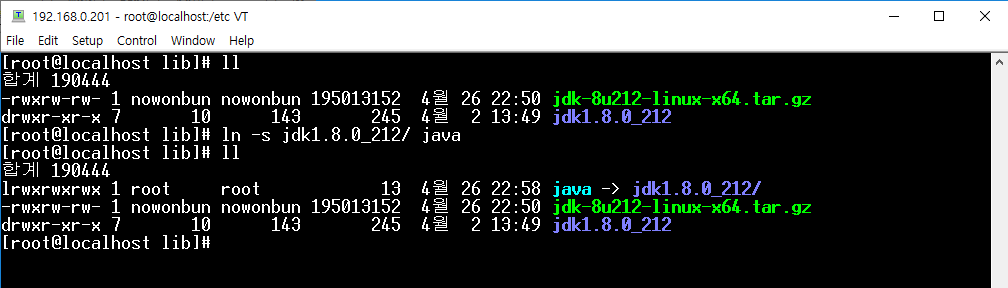 192.168.0.201 - root@localhost:/etc VT
File Edit Setup Control Window Help
[root@localhost lib]# ll
합계 190444
-rwxrw-rw- 1 nowonbun nowonbun 195013152 4월 26 22:50 jdk-8u212-linux-x64.tar.gz
drwxr-xr-x 7 10 143 245 4월 2 13:49 jdk1.8.0_212
[root@localhost lib]# ln -s jdk1.8.0_212/ java
[root@localhost lib]# ll
합계 190444
lrwxrwxrwx 1 root root 13 4월 26 22:58 java -> jdk1.8.0_212/
-rwxrw-rw- 1 nowonbun nowonbun 195013152 4월 26 22:50 jdk-8u212-linux-x64.tar.gz
drwxr-xr-x 7 10 143 245 4월 2 13:49 jdk1.8.0_212
[root@localhost lib]#